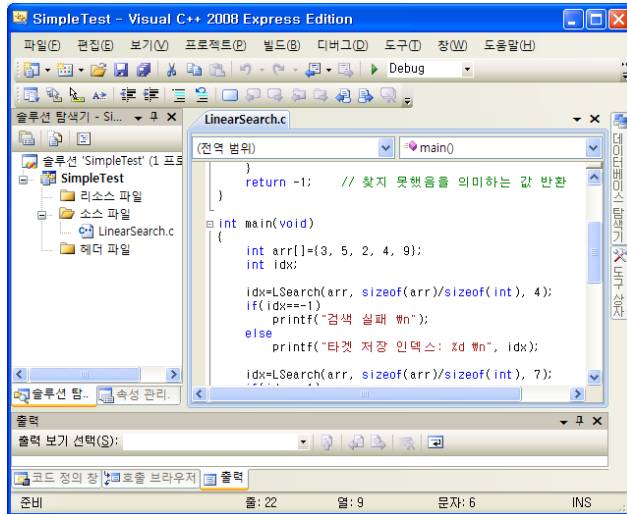 SimpleTest - Visual C++ 2008 Express Edition
파일(F) 편집(E) 보기(V) 프로젝트(P) 빌드(B) 디버그(D) 도구(T) 창(W) 도움말(H)
Debug
솔루션 탐색기 - Si...
LinearSearch.c
(전역 범위) main()
솔루션 'SimpleTest' (1 프로
SimpleTest
리소스 파일
소스 파일
LinearSearch.c
헤더 파일
}
return -1; // 찾지 못했음을 의미하는 값 반환
}
int main(void)
{
int arr[]={3, 5, 2, 4, 9};
int idx;
idx=LSearch(arr, sizeof(arr)/sizeof(int), 4);
if(idx==-1)
printf("검색 실패 ₩n");
else
printf("타겟 저장 인덱스: %d ₩n", idx);
idx=LSearch(arr, sizeof(arr)/sizeof(int), 7);
데이터베이스 탐색기
도구 상자
솔루션 탐.. 속성 관리.
출력
출력 보기 선택(S):
코드 정의 창 호출 브라우저 출력
준비 줄: 22 열: 9 문자: 6 INS